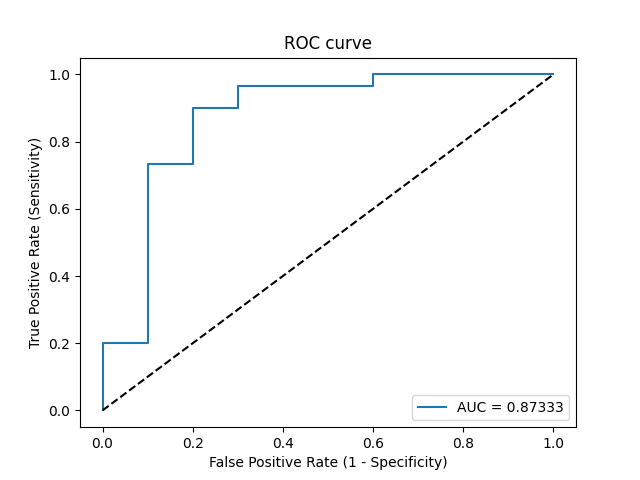 ROC curve
True Positive Rate (Sensitivity)
1.0
0.8
0.6
0.4
0.2
0.0
AUC = 0.87333
0.0 0.2 0.4 0.6 0.8 1.0
False Positive Rate (1 - Specificity)